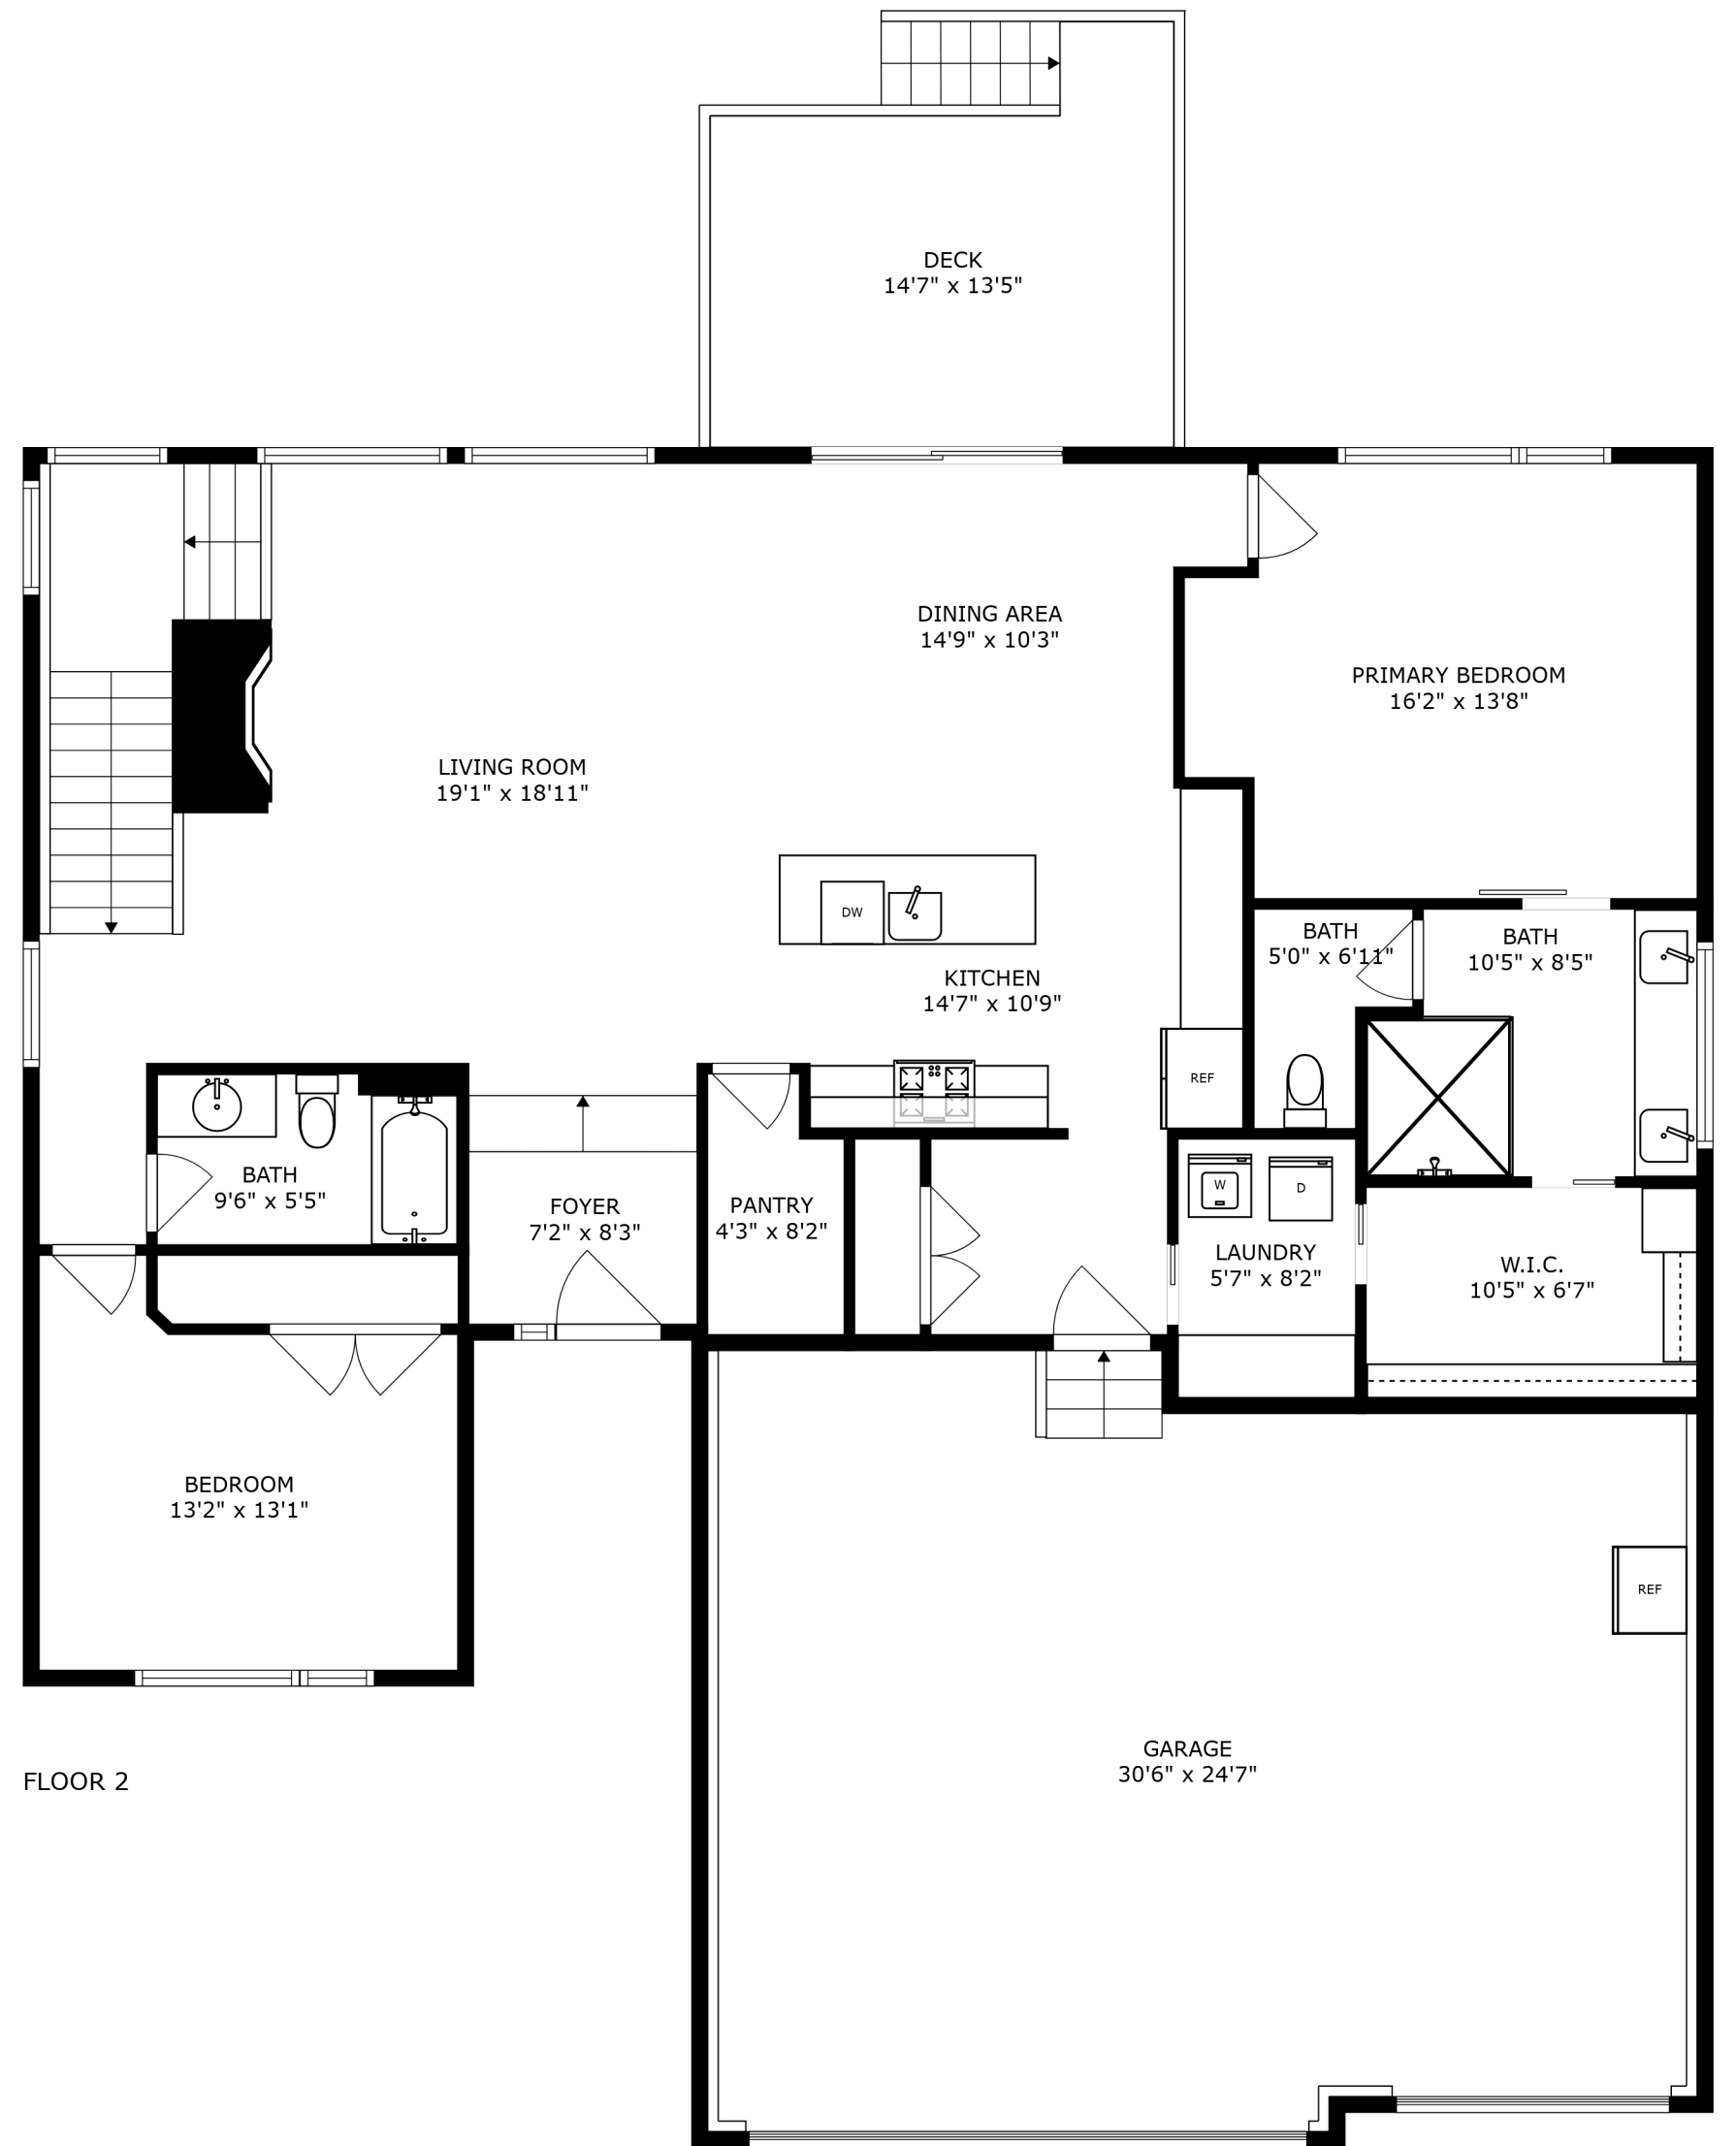 DECK
14'7" x 13'5"
DINING AREA
14'9" x 10'3"
PRIMARY BEDROOM
16'2" x 13'8"
LIVING ROOM
19'1" x 18'11"
DW
KITCHEN
14'7" x 10'9"
BATH
5'0" x 6'11"
BATH
10'5" x 8'5"
REF
BATH
9'6" x 5'5"
FOYER
7'2" x 8'3"
PANTRY
4'3" x 8'2"
W
D
LAUNDRY
5'7" x 8'2"
W.I.C.
10'5" x 6'7"
BEDROOM
13'2" x 13'1"
REF
GARAGE
30'6" x 24'7"
FLOOR 2